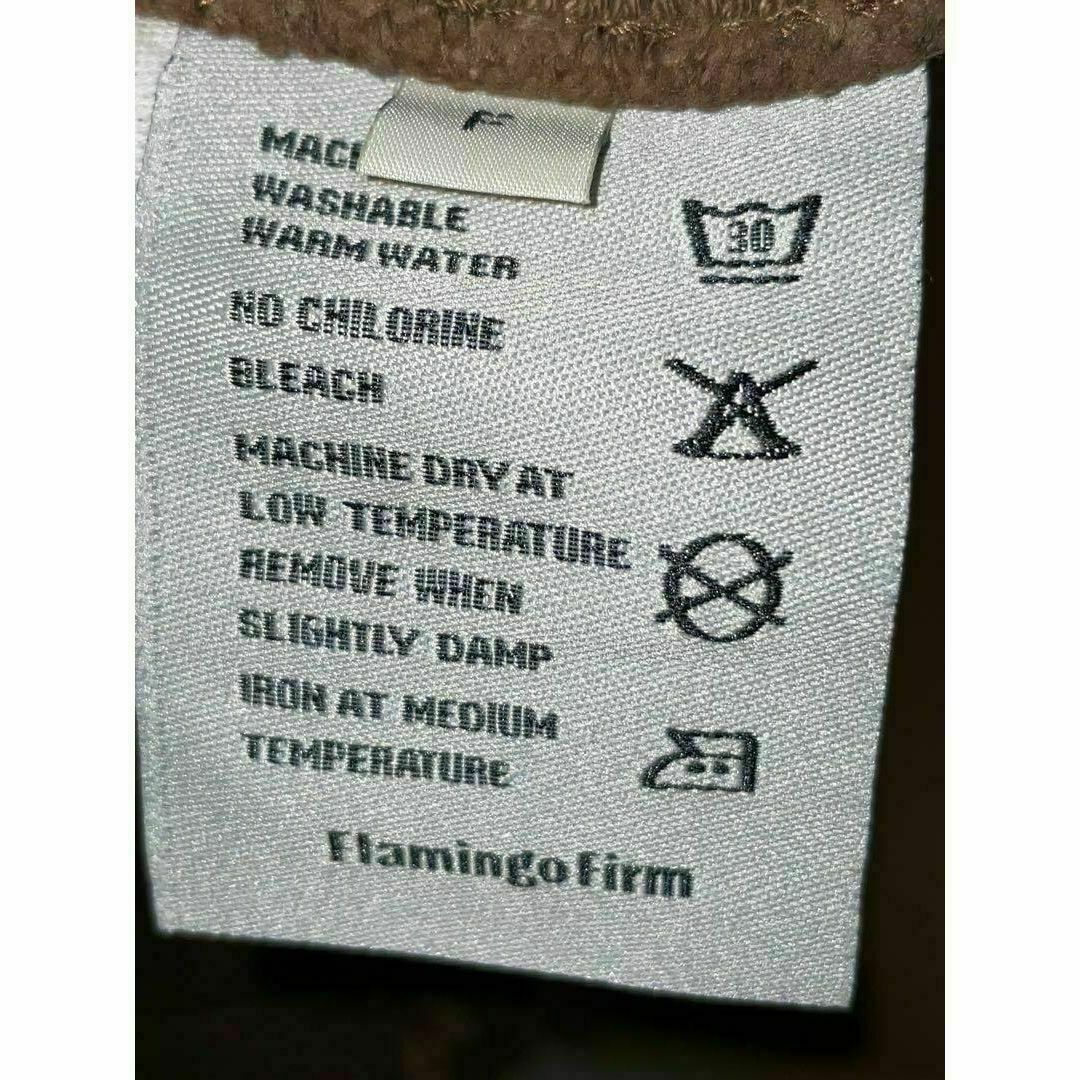 F
WASHABLE
WARM WATER
30
NO CHILORINE
BLEACH
MACHINE DRY AT
LOW TEMPERATURE
REMOVE WHEN
SLIGHTLY DAMP
IRON AT MEDIUM
TEMPERATURE
Flamingo Firm